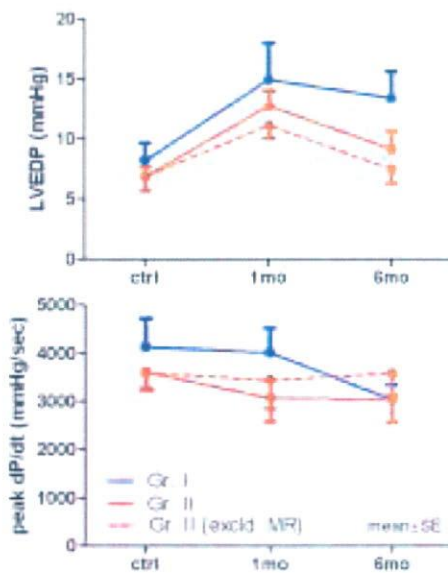 20
15
10
5
0
LVEDP (mmHg)
ctrl 1mo 6mo
5000
4000
3000
2000
1000
0
peak dP/dt (mmHg/sec)
Gr. I
Gr. II
Gr. II (excld. MR) mean±SE
ctrl 1mo 6mo